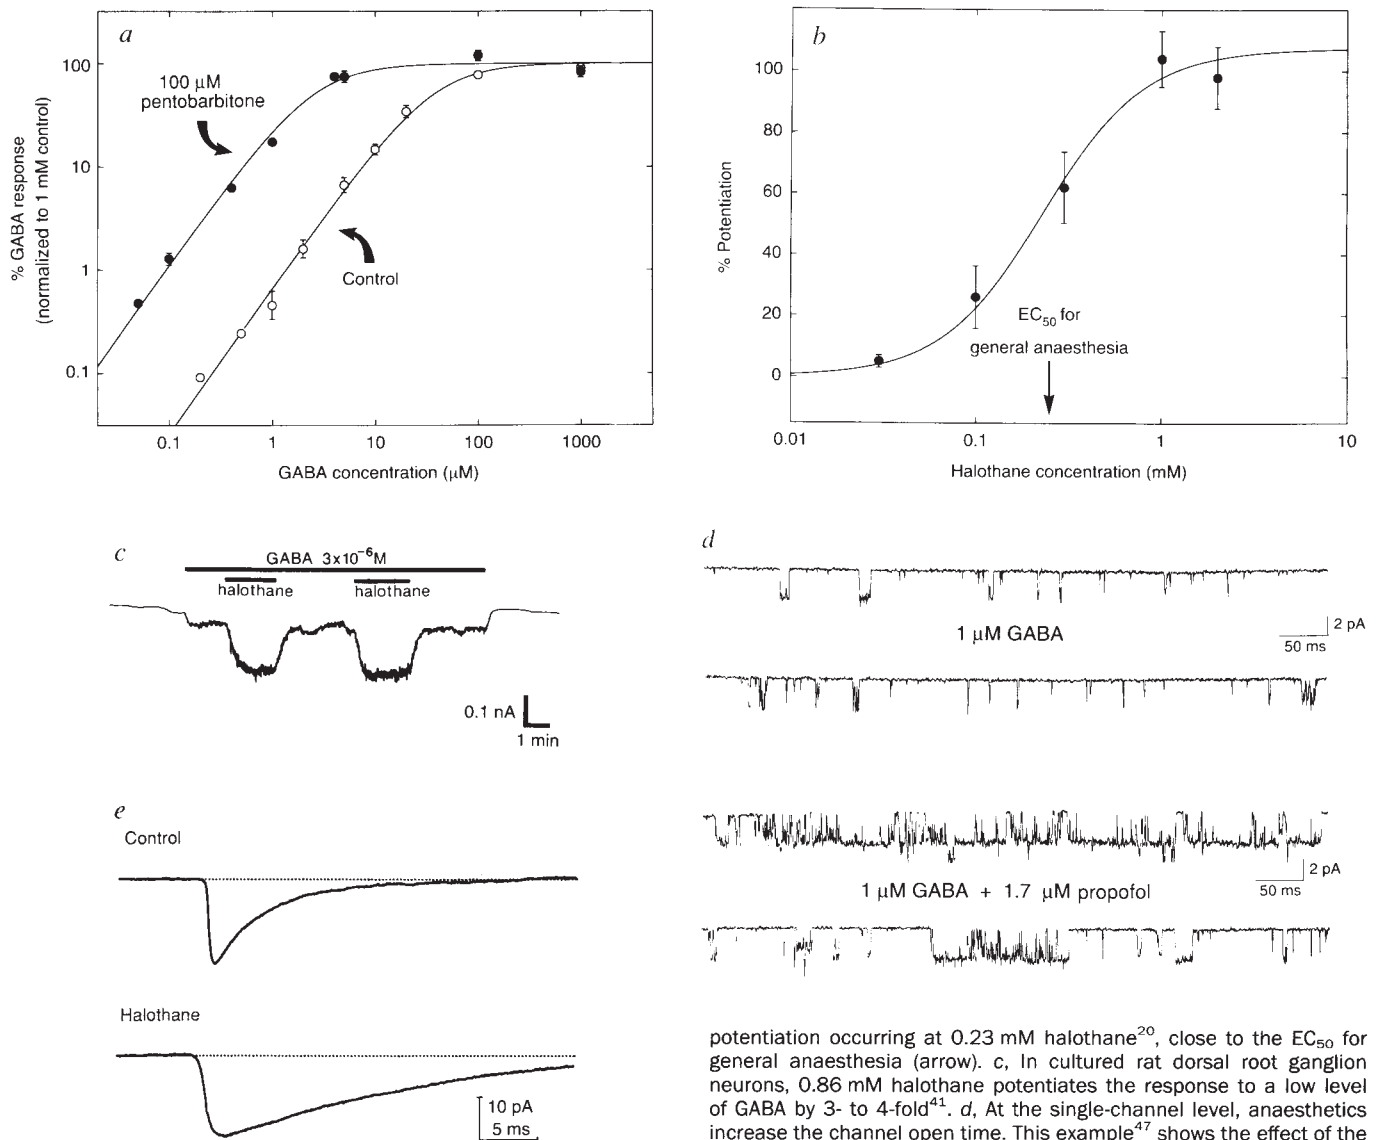 a
100 μM
pentobarbitone
Control
% GABA response
(normalized to 1 mM control)
100
10
1
0.1
0.1 1 10 100 1000
GABA concentration (μM)
b
% Potentiation
100
80
60
40
20
0
EC₅₀ for
general anaesthesia
0.01 0.1 1 10
Halothane concentration (mM)
c
GABA 3x10⁻⁶M
halothane halothane
0.1 nA
1 min
d
1 μM GABA
2 pA
50 ms
1 μM GABA + 1.7 μM propofol
2 pA
50 ms
e
Control
Halothane
10 pA
5 ms
potentiation occurring at 0.23 mM halothane²⁰, close to the EC₅₀ for
general anaesthesia (arrow). c, In cultured rat dorsal root ganglion
neurons, 0.86 mM halothane potentiates the response to a low level
of GABA by 3- to 4-fold⁴¹. d, At the single-channel level, anaesthetics
increase the channel open time. This example⁴⁷ shows the effect of the